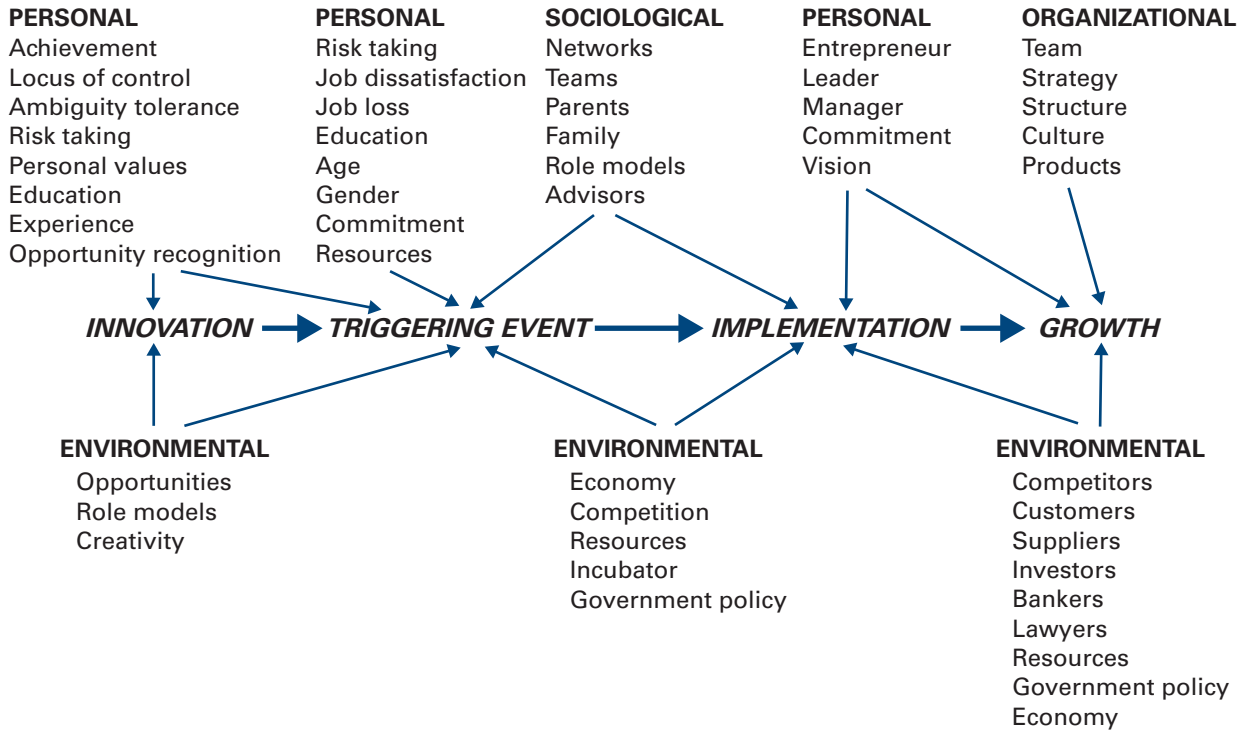 PERSONAL
Achievement
Locus of control
Ambiguity tolerance
Risk taking
Personal values
Education
Experience
Opportunity recognition
PERSONAL
Risk taking
Job dissatisfaction
Job loss
Education
Age
Gender
Commitment
Resources
SOCIOLOGICAL
Networks
Teams
Parents
Family
Role models
Advisors
PERSONAL
Entrepreneur
Leader
Manager
Commitment
Vision
ORGANIZATIONAL
Team
Strategy
Structure
Culture
Products
INNOVATION
TRIGGERING EVENT
IMPLEMENTATION
GROWTH
ENVIRONMENTAL
Opportunities
Role models
Creativity
ENVIRONMENTAL
Economy
Competition
Resources
Incubator
Government policy
ENVIRONMENTAL
Competitors
Customers
Suppliers
Investors
Bankers
Lawyers
Resources
Government policy
Economy